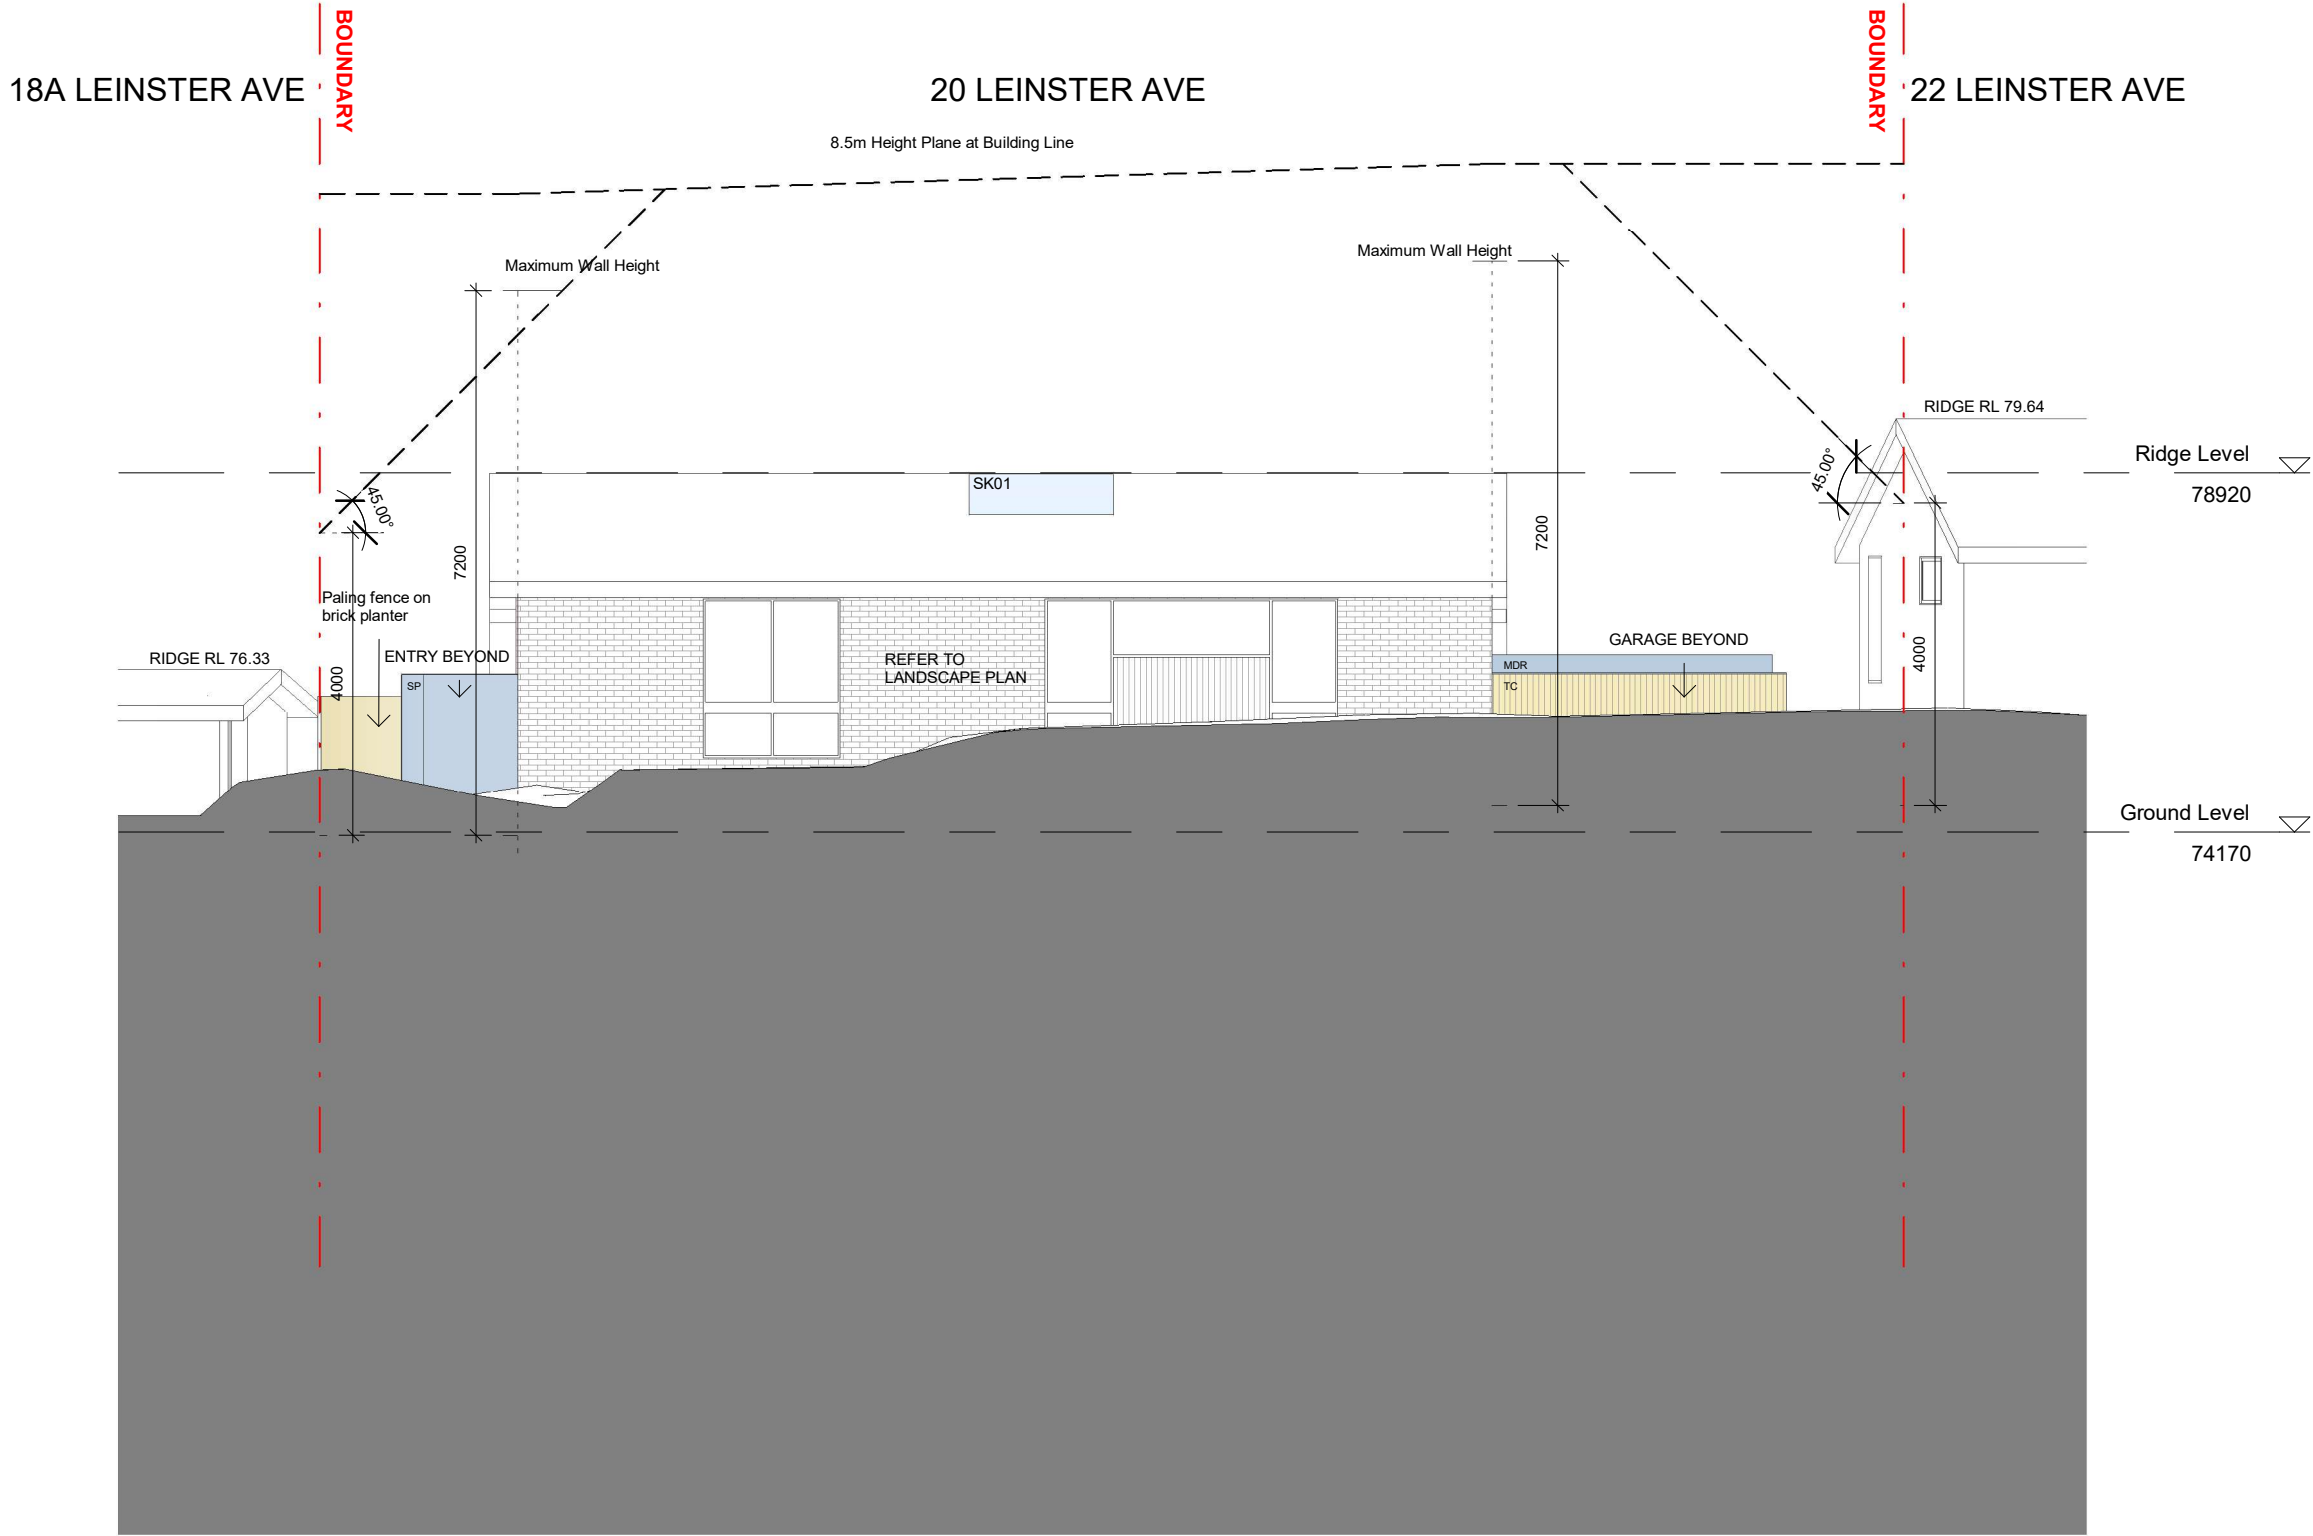 BOUNDARY
BOUNDARY
18A LEINSTER AVE
20 LEINSTER AVE
22 LEINSTER AVE
8.5m Height Plane at Building Line
Maximum Wall Height
Maximum Wall Height
RIDGE RL 79.64
Ridge Level
78920
45.00°
45.00°
SK01
7200
7200
Paling fence on
brick planter
RIDGE RL 76.33
4000
ENTRY BEYOND
SP
REFER TO
LANDSCAPE PLAN
GARAGE BEYOND
MDR
TC
4000
Ground Level
74170